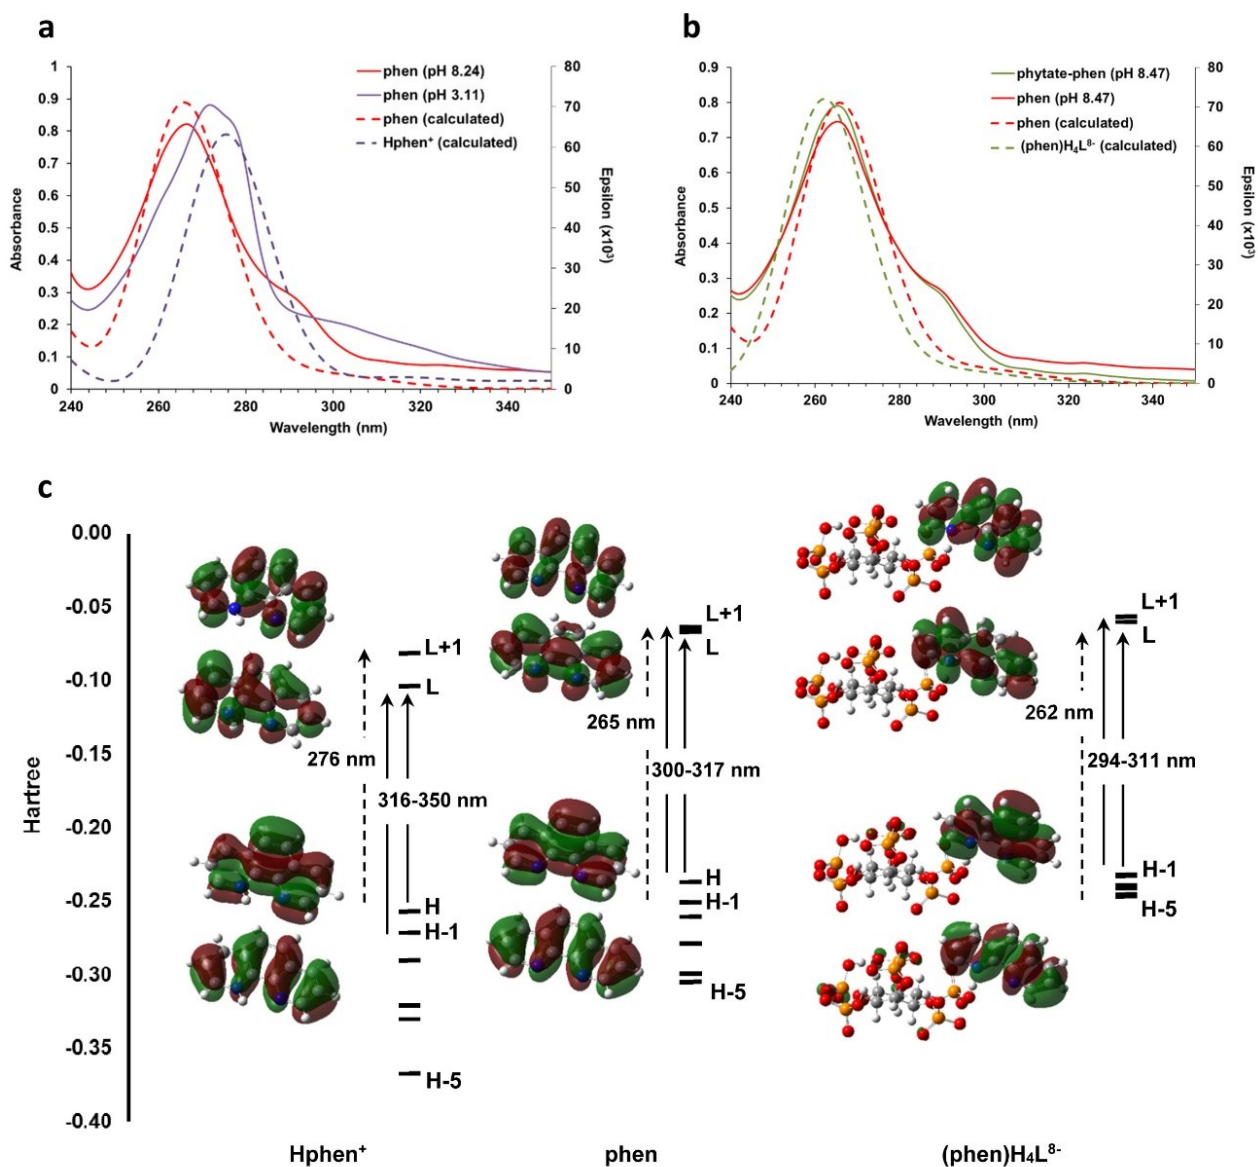 a
phen (pH 8.24)
phen (pH 3.11)
phen (calculated)
Hphen⁺ (calculated)
Absorbance
1
0.9
0.8
0.7
0.6
0.5
0.4
0.3
0.2
0.1
0
80
70
60
50
40
30
20
10
0
Epsilon (x10³)
240 260 280 300 320 340
Wavelength (nm)
b
phytate-phen (pH 8.47)
phen (pH 8.47)
phen (calculated)
(phen)H₄L⁸⁻ (calculated)
Absorbance
0.9
0.8
0.7
0.6
0.5
0.4
0.3
0.2
0.1
0
80
70
60
50
40
30
20
10
0
Epsilon (x10³)
240 260 280 300 320 340
Wavelength (nm)
c
Hartree
0.00
-0.05
-0.10
-0.15
-0.20
-0.25
-0.30
-0.35
-0.40
L+1
L
276 nm
316-350 nm
H
H-1
H-5
Hphen⁺
L+1
L
265 nm
300-317 nm
H
H-1
H-5
phen
L+1
L
262 nm
294-311 nm
H-1
H-5
(phen)H₄L⁸⁻